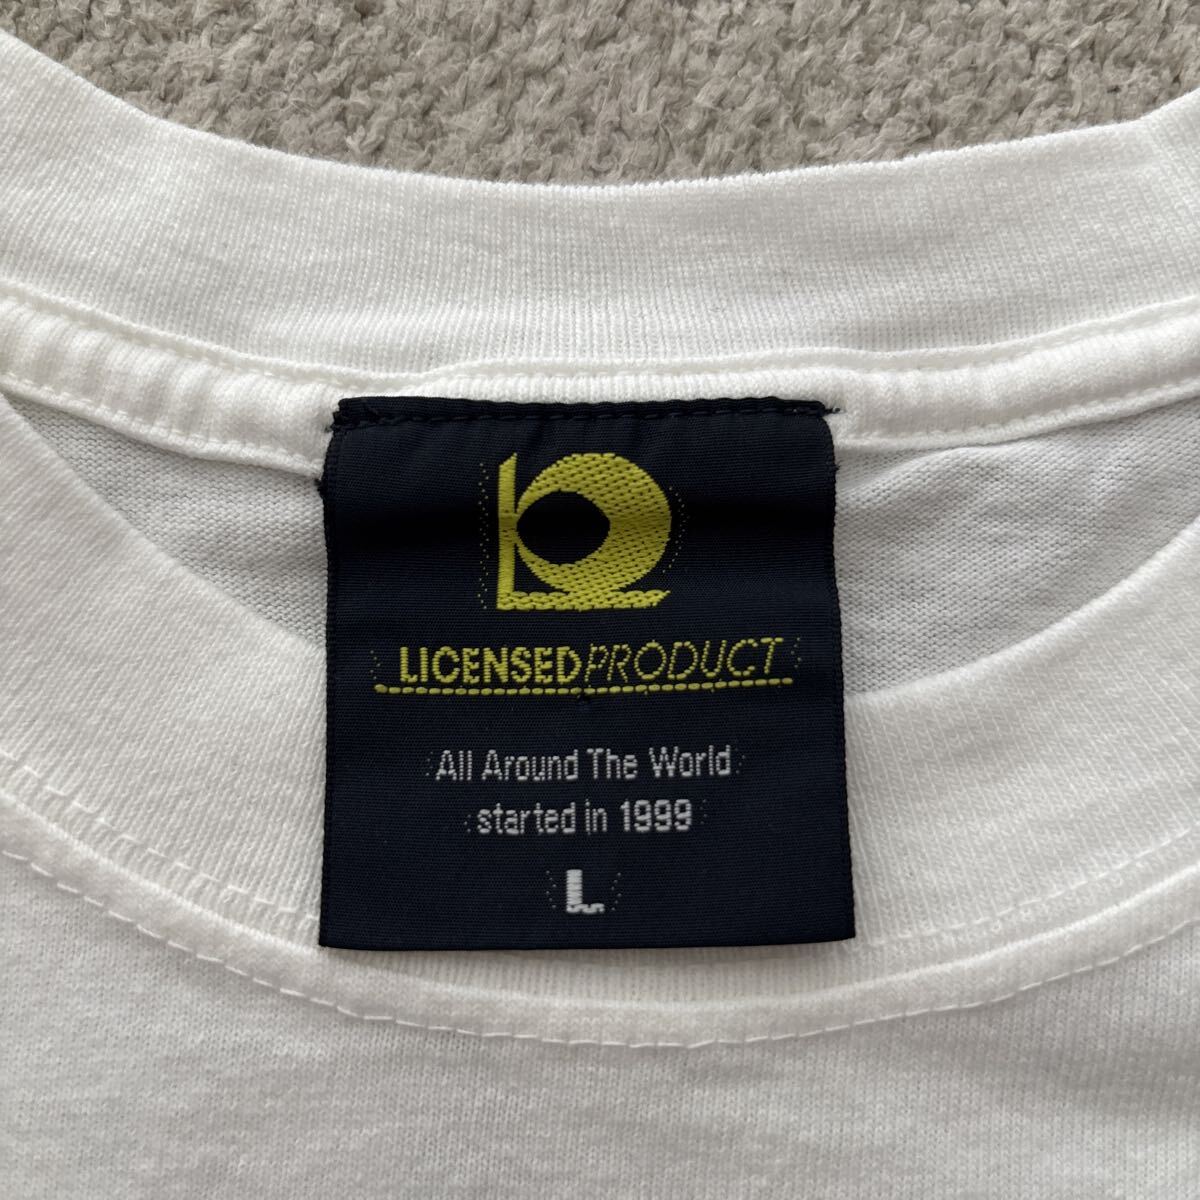 LICENSEDPRODUCT
All Around The World
started in 1999
L